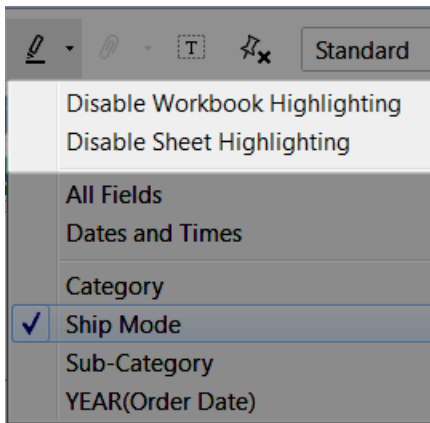 T
Standard
Disable Workbook Highlighting
Disable Sheet Highlighting
All Fields
Dates and Times
Category
Ship Mode
Sub-Category
YEAR(Order Date)